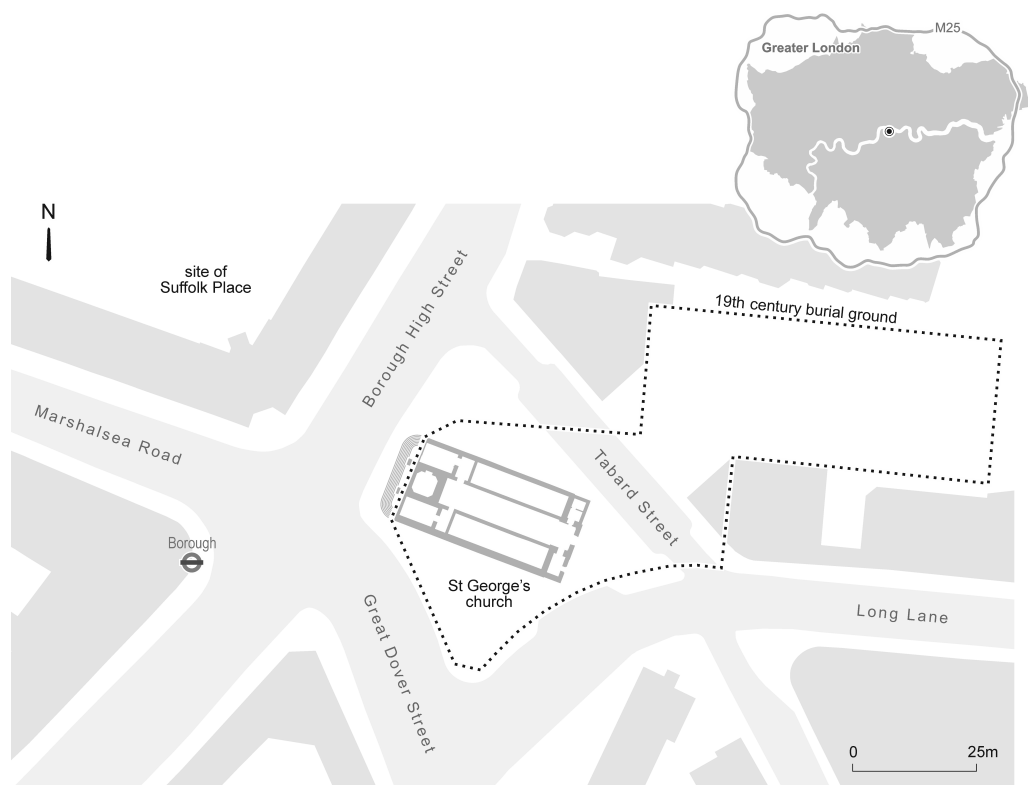 M25
Greater London
N
site of
Suffolk Place
Borough High Street
19th century burial ground
Marshalsea Road
Tabard Street
Borough
St George's
church
Great Dover Street
Long Lane
0 25m